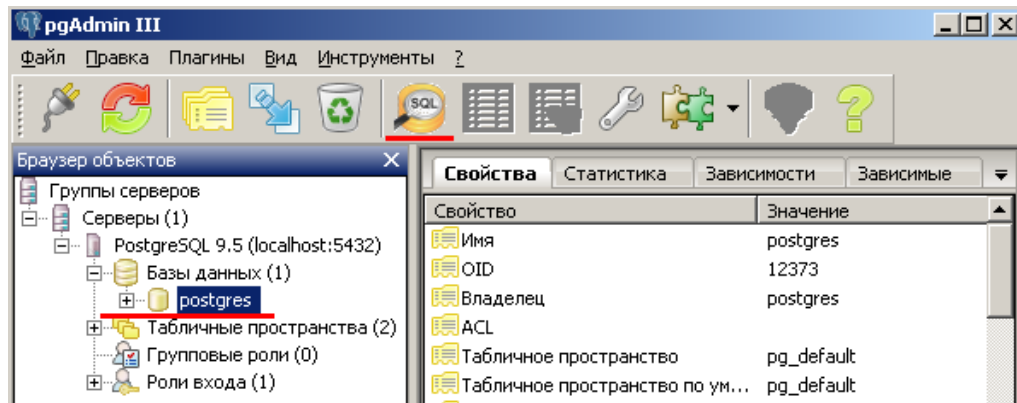 pgAdmin III
Файл Правка Плагины Вид Инструменты ?
SQL
Браузер объектов
Группы серверов
Серверы (1)
PostgreSQL 9.5 (localhost:5432)
Базы данных (1)
postgres
Табличные пространства (2)
Групповые роли (0)
Роли входа (1)
Свойства Статистика Зависимости Зависимые
Свойство Значение
Имя postgres
OID 12373
Владелец postgres
ACL
Табличное пространство pg_default
Табличное пространство по ум... pg_default